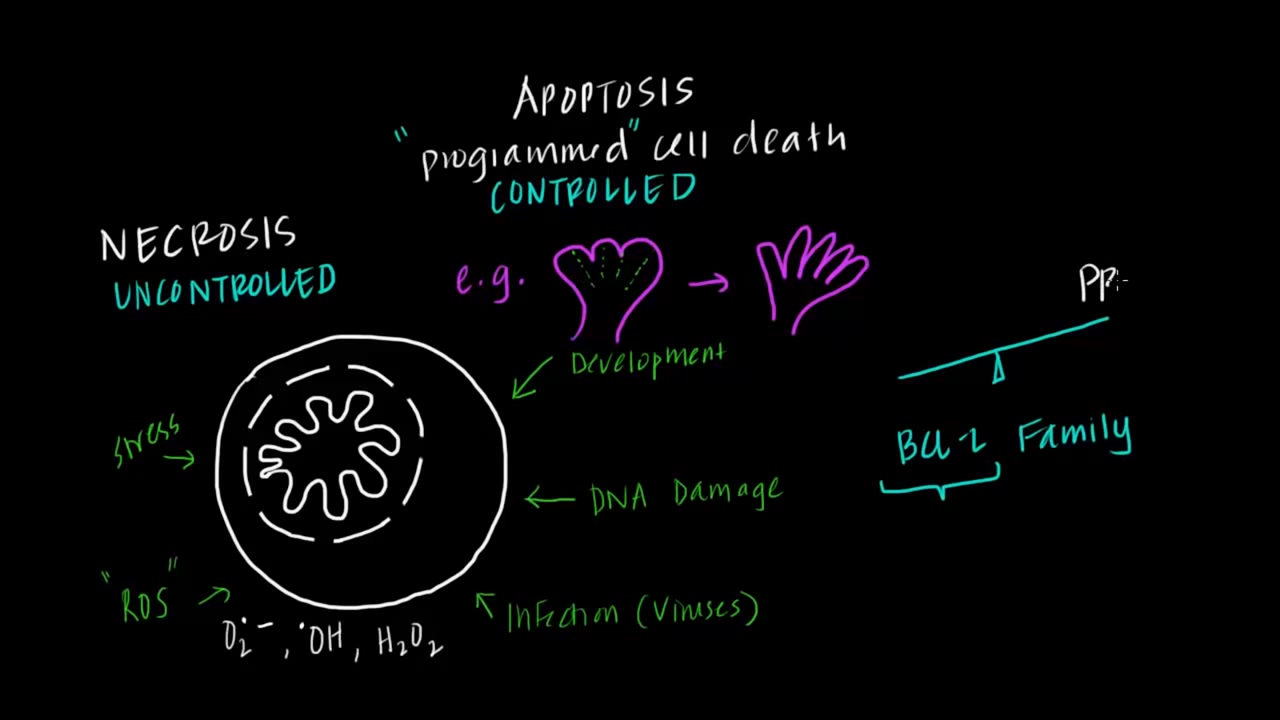 APOPTOSIS
"programmed" cell death
CONTROLLED
NECROSIS
UNCONTROLLED
e.g.
Development
Stress
DNA Damage
"ROS"
Infection (Viruses)
O₂•−, •OH, H₂O₂
PP
Bcl-2 Family